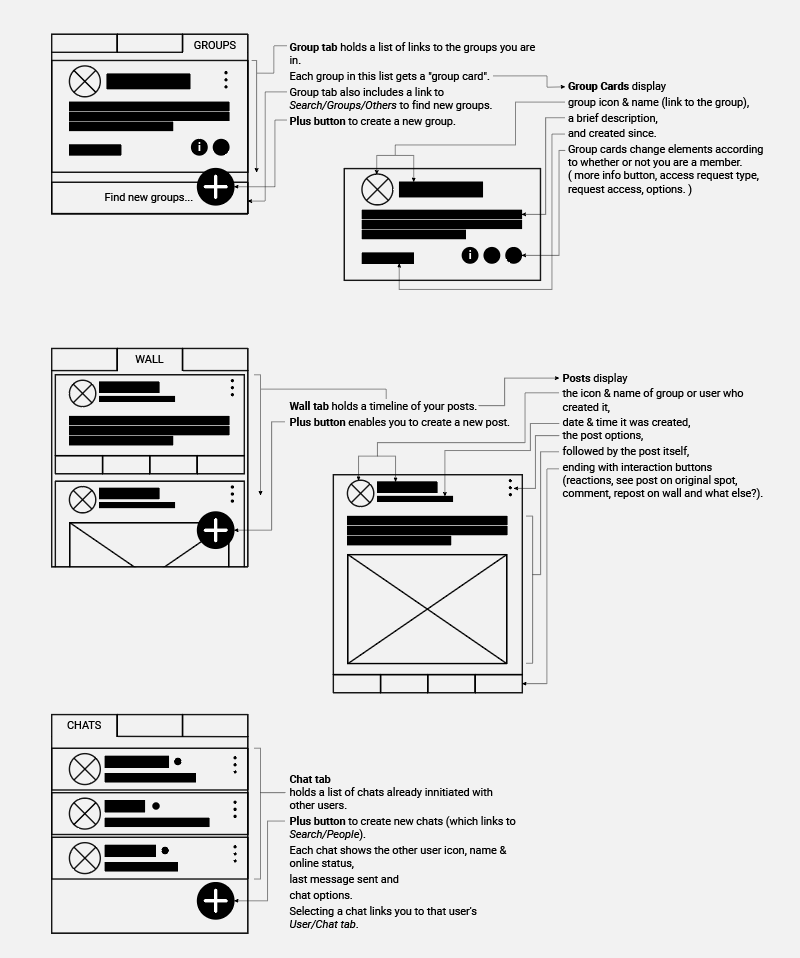 GROUPS
Group tab holds a list of links to the groups you are
in.
Each group in this list gets a "group card".
Group tab also includes a link to
Search/Groups/Others to find new groups.
Plus button to create a new group.
i
Find new groups...
Group Cards display
group icon & name (link to the group),
a brief description,
and created since.
Group cards change elements according
to whether or not you are a member.
( more info button, access request type,
request access, options. )
i
WALL
Wall tab holds a timeline of your posts.
Plus button enables you to create a new post.
Posts display
the icon & name of group or user who
created it,
date & time it was created,
the post options,
followed by the post itself,
ending with interaction buttons
(reactions, see post on original spot,
comment, repost on wall and what else?).
CHATS
Chat tab
holds a list of chats already innitiated with
other users.
Plus button to create new chats (which links to
Search/People).
Each chat shows the other user icon, name &
online status,
last message sent and
chat options.
Selecting a chat links you to that user's
User/Chat tab.